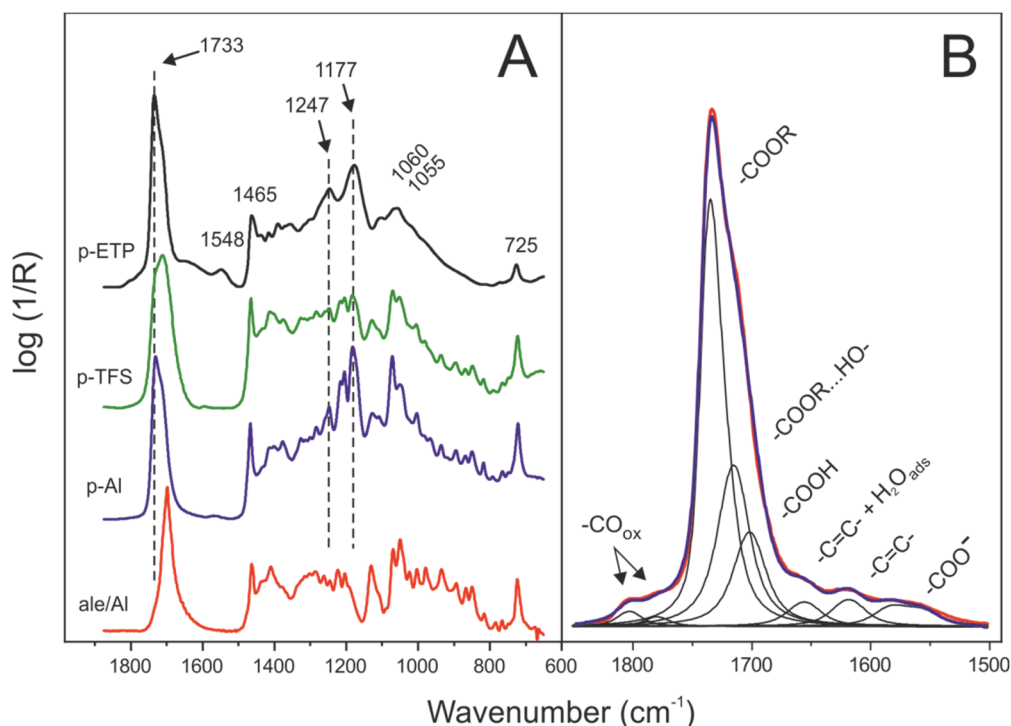 A
B
1733
1177
1247
1060
1055
1465
1548
725
p-ETP
p-TFS
p-Al
ale/Al
-COOR
-COOR...HO-
-COOH
-C=C- + H₂Oads
-C=C-
-COO⁻
-COox
log (1/R)
1800 1600 1400 1200 1000 800 600 1800 1700 1600 1500
Wavenumber (cm⁻¹)